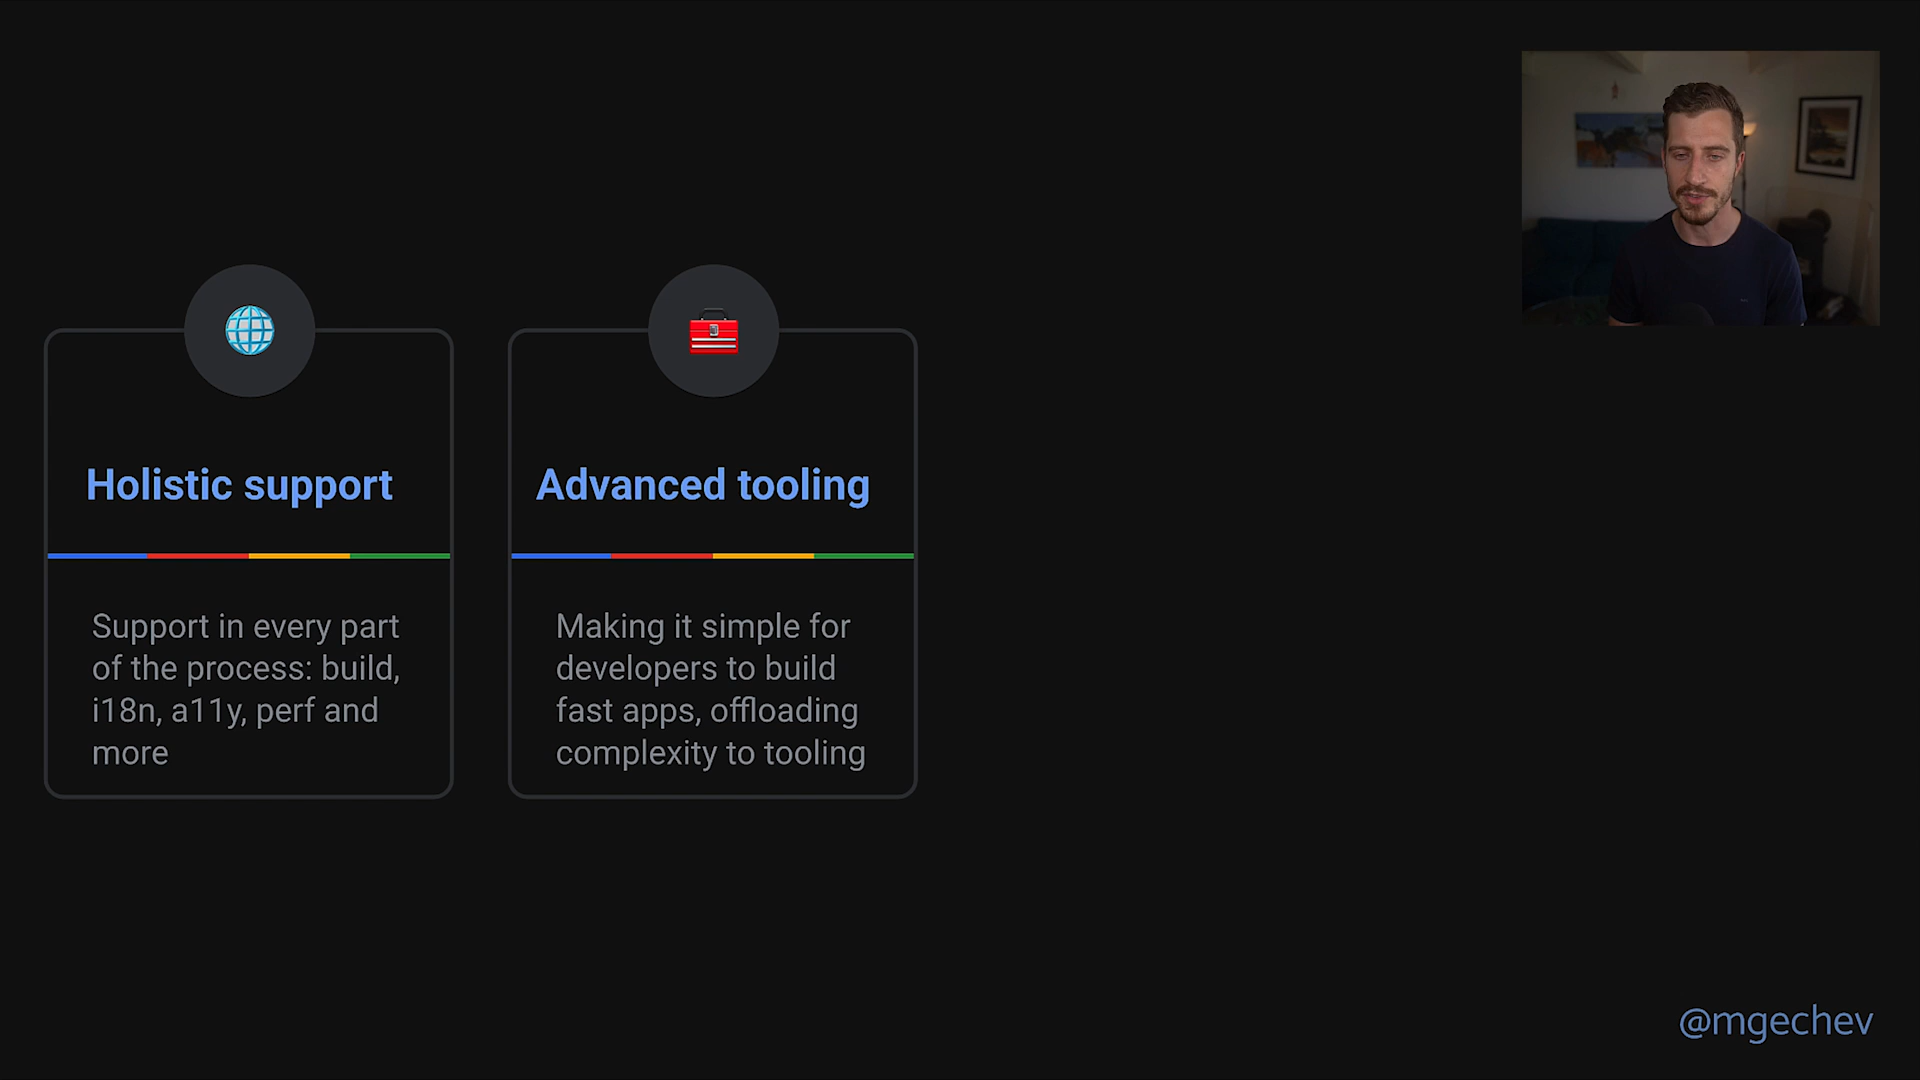 Holistic support
Support in every part
of the process: build,
i18n, a11y, perf and
more
Advanced tooling
Making it simple for
developers to build
fast apps, offloading
complexity to tooling
@mgechev